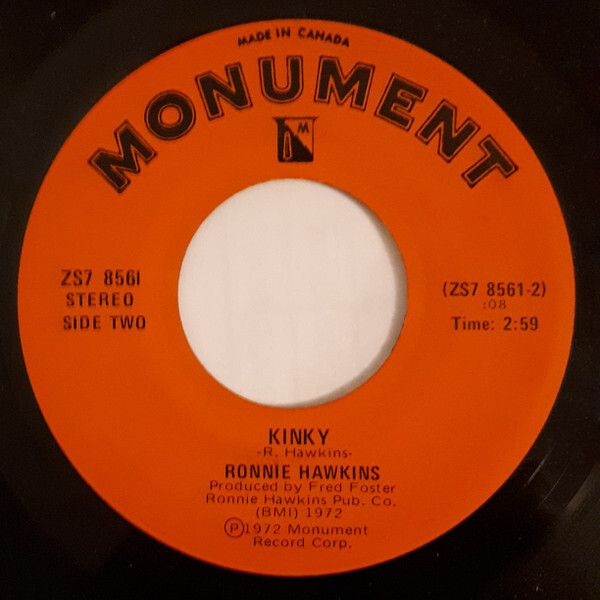 MADE IN CANADA
MONUMENT
M
ZS7 8561
STEREO
SIDE TWO
(ZS7 8561-2)
:08
Time: 2:59
KINKY
-R. Hawkins-
RONNIE HAWKINS
Produced by Fred Foster
Ronnie Hawkins Pub. Co.
(BMI) 1972
Ⓟ1972 Monument
Record Corp.